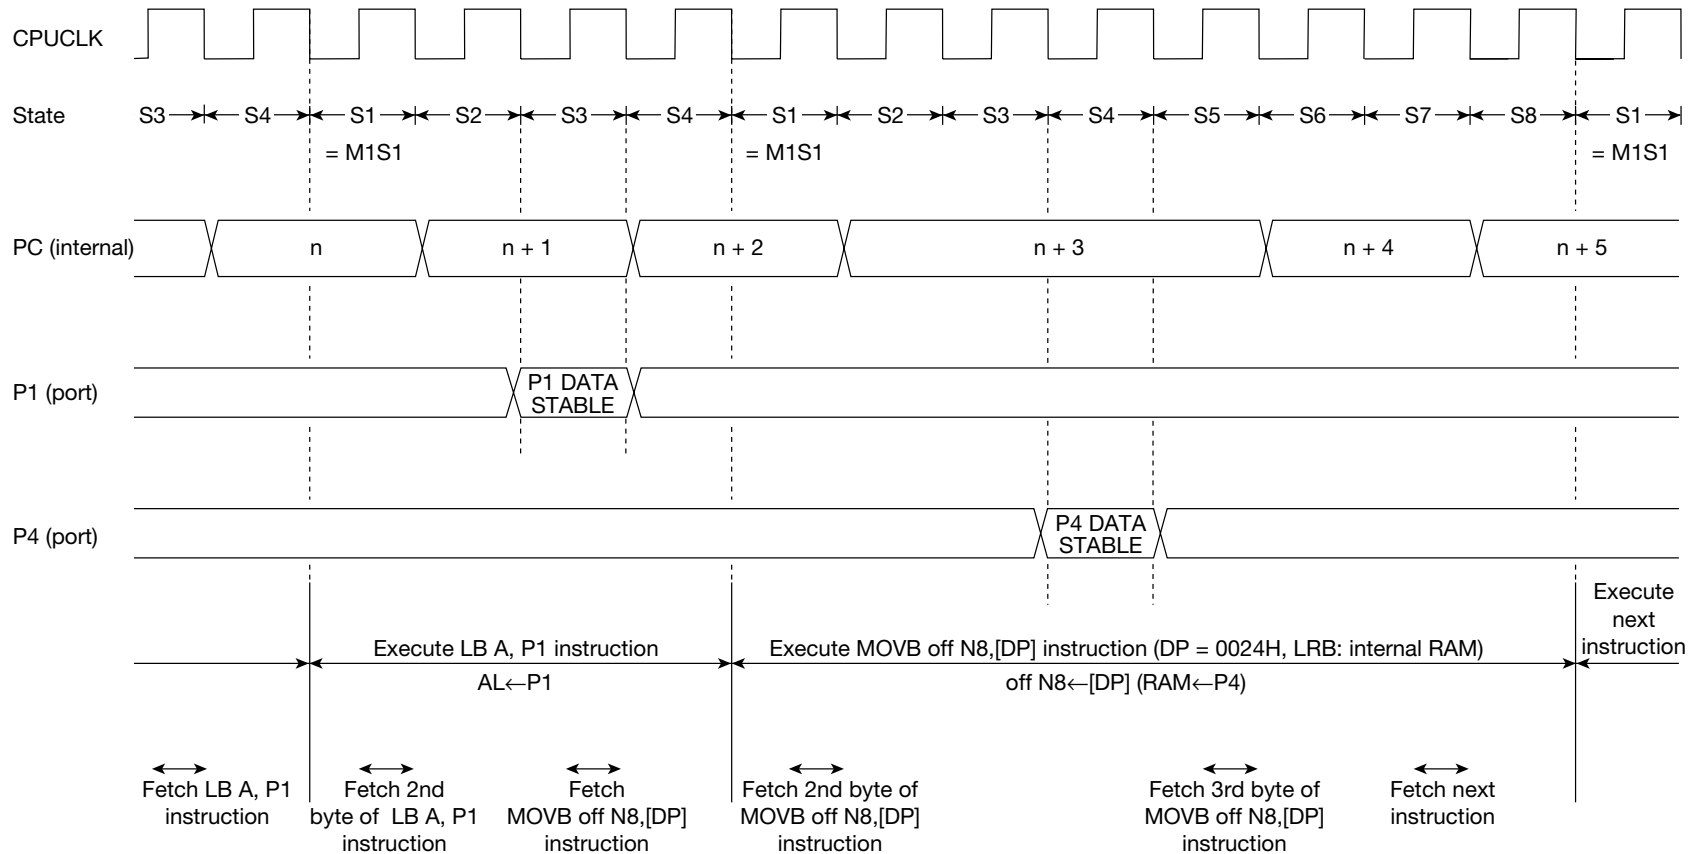 CPUCLK
State S3 S4 S1 S2 S3 S4 S1 S2 S3 S4 S5 S6 S7 S8 S1
= M1S1 = M1S1 = M1S1
PC (internal) n n + 1 n + 2 n + 3 n + 4 n + 5
P1 (port)
P1 DATA
STABLE
P4 (port)
P4 DATA
STABLE
Execute LB A, P1 instruction
AL←P1
Execute MOVB off N8,[DP] instruction (DP = 0024H, LRB: internal RAM)
off N8←[DP] (RAM←P4)
Execute
next
instruction
Fetch LB A, P1
instruction
Fetch 2nd
byte of LB A, P1
instruction
Fetch
MOVB off N8,[DP]
instruction
Fetch 2nd byte of
MOVB off N8,[DP]
instruction
Fetch 3rd byte of
MOVB off N8,[DP]
instruction
Fetch next
instruction